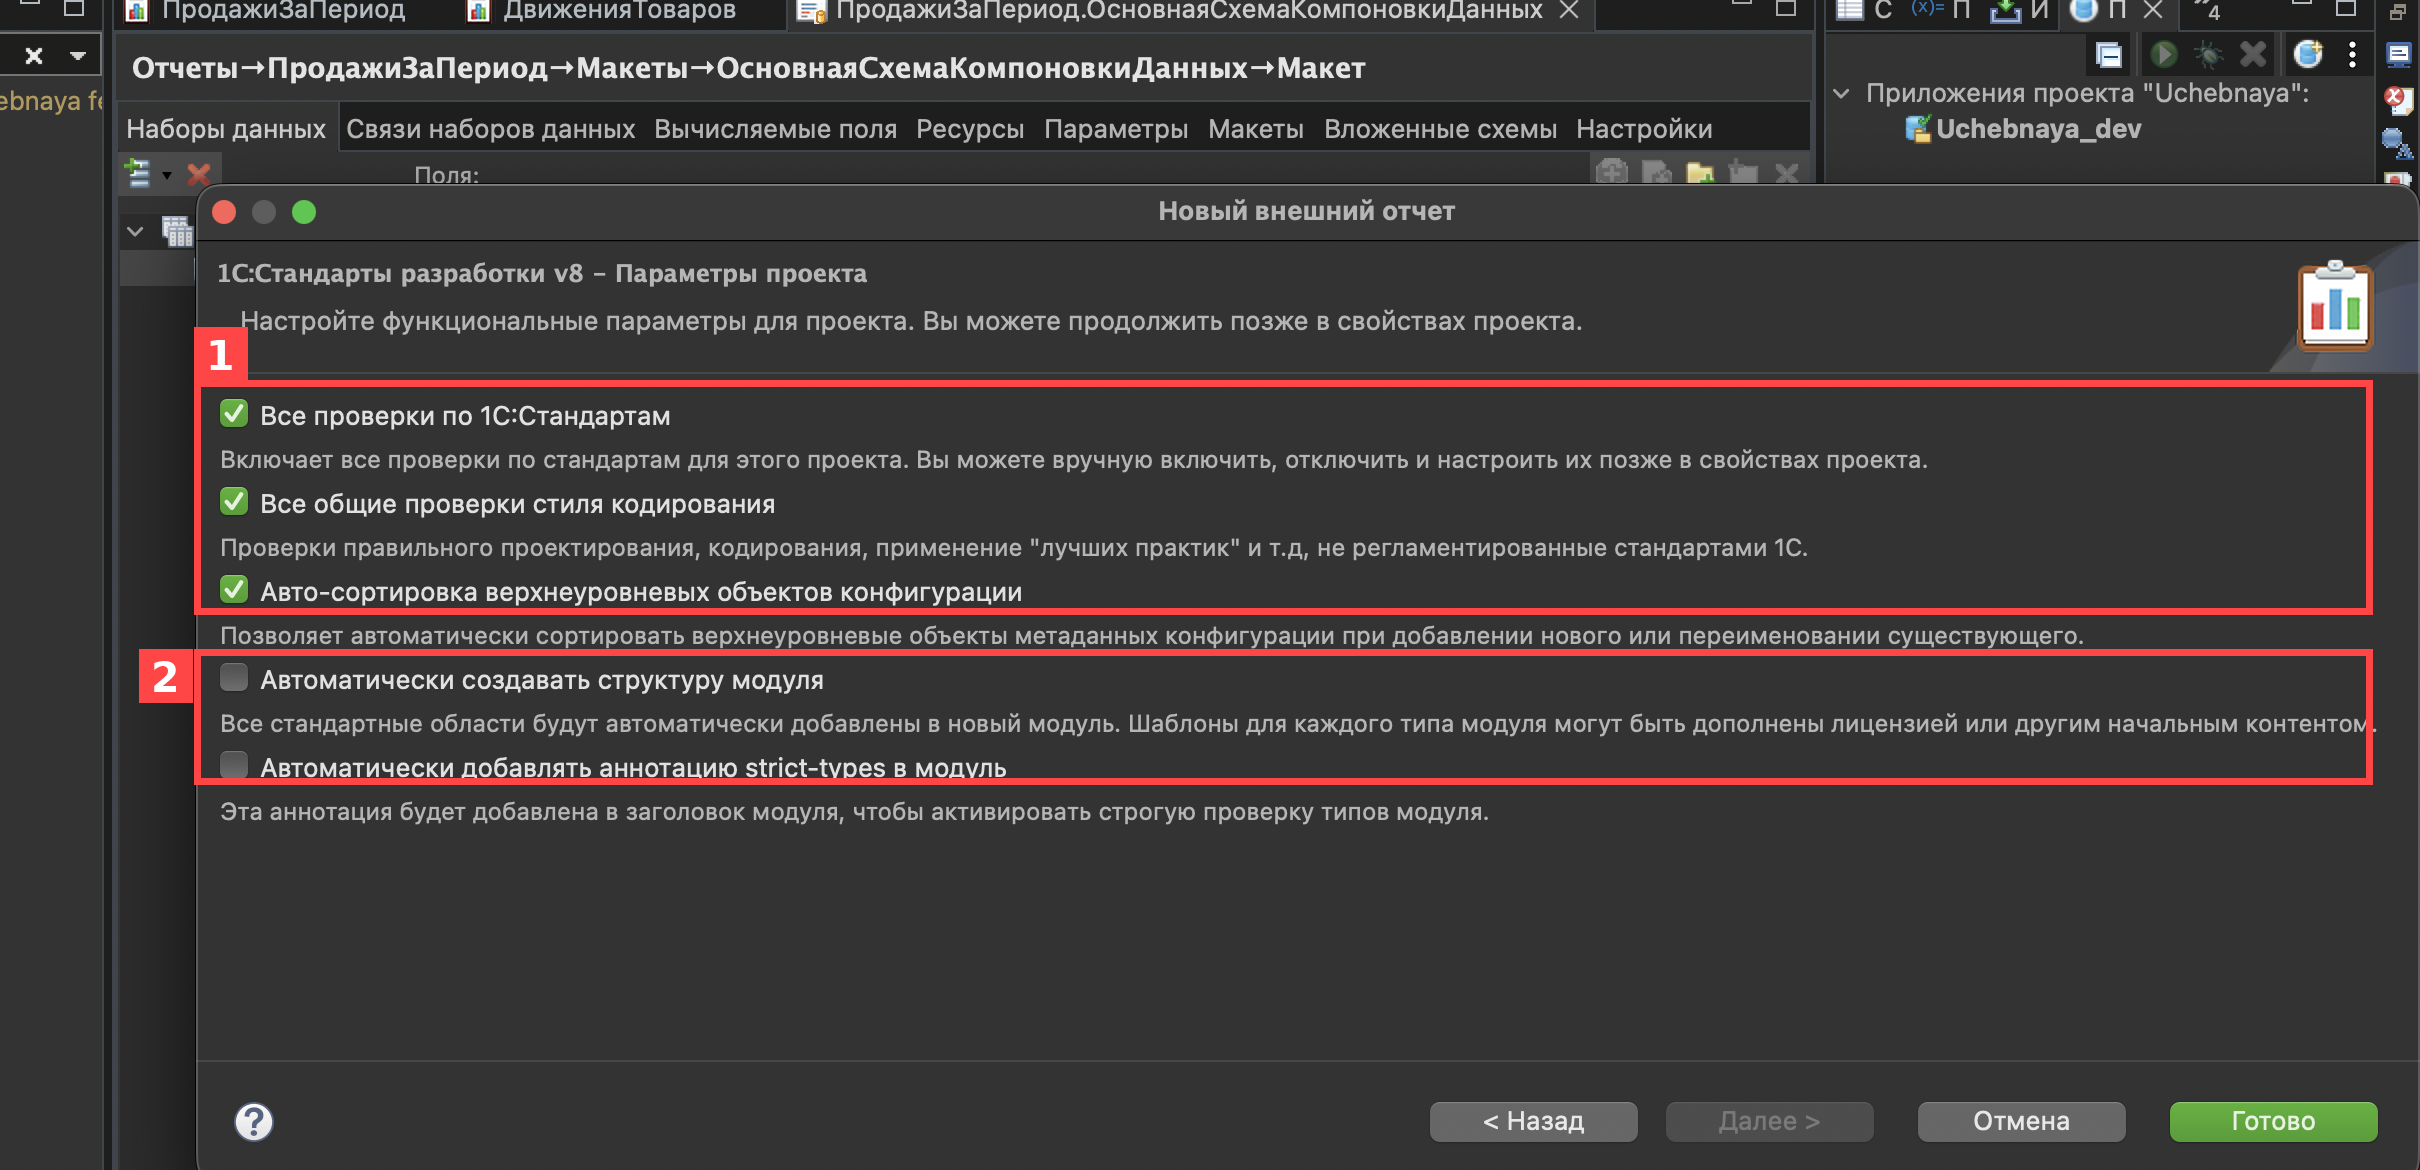 ПродажиЗаПериод
ДвиженияТоваров
ПродажиЗаПериод.ОсновнаяСхемаКомпоновкиДанных
С
(x)= П
И
П
4
Отчеты→ПродажиЗаПериод→Макеты→ОсновнаяСхемаКомпоновкиДанных→Макет
ebnaya
Приложения проекта "Uchebnaya":
Uchebnaya_dev
Наборы данных
Связи наборов данных
Вычисляемые поля
Ресурсы
Параметры
Макеты
Вложенные схемы
Настройки
Поля:
Новый внешний отчет
1С:Стандарты разработки v8 – Параметры проекта
Настройте функциональные параметры для проекта. Вы можете продолжить позже в свойствах проекта.
1
Все проверки по 1С:Стандартам
Включает все проверки по стандартам для этого проекта. Вы можете вручную включить, отключить и настроить их позже в свойствах проекта.
Все общие проверки стиля кодирования
Проверки правильного проектирования, кодирования, применение "лучших практик" и т.д, не регламентированные стандартами 1С.
Авто-сортировка верхнеуровневых объектов конфигурации
Позволяет автоматически сортировать верхнеуровневые объекты метаданных конфигурации при добавлении нового или переименовании существующего.
2
Автоматически создавать структуру модуля
Все стандартные области будут автоматически добавлены в новый модуль. Шаблоны для каждого типа модуля могут быть дополнены лицензией или другим начальным контентом.
Автоматически добавлять аннотацию strict-types в модуль
Эта аннотация будет добавлена в заголовок модуля, чтобы активировать строгую проверку типов модуля.
?
< Назад
Далее >
Отмена
Готово